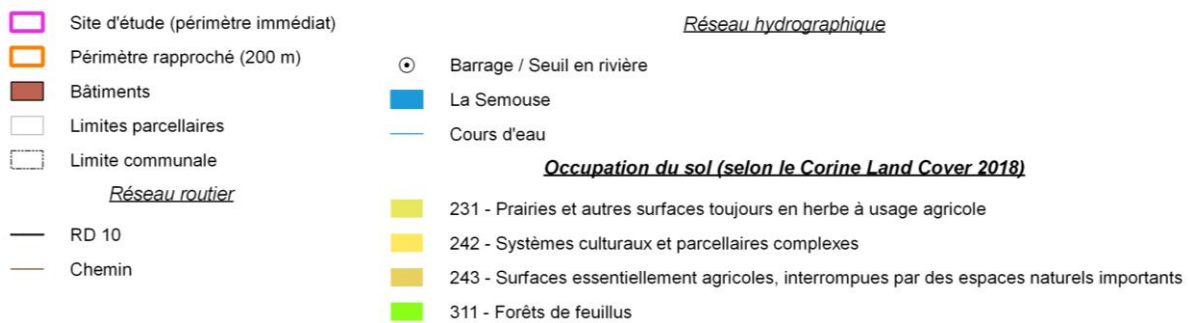 Site d'étude (périmètre immédiat)
Périmètre rapproché (200 m)
Bâtiments
Limites parcellaires
Limite communale
Réseau routier
RD 10
Chemin
Réseau hydrographique
Barrage / Seuil en rivière
La Semouse
Cours d'eau
Occupation du sol (selon le Corine Land Cover 2018)
231 - Prairies et autres surfaces toujours en herbe à usage agricole
242 - Systèmes culturaux et parcellaires complexes
243 - Surfaces essentiellement agricoles, interrompues par des espaces naturels importants
311 - Forêts de feuillus